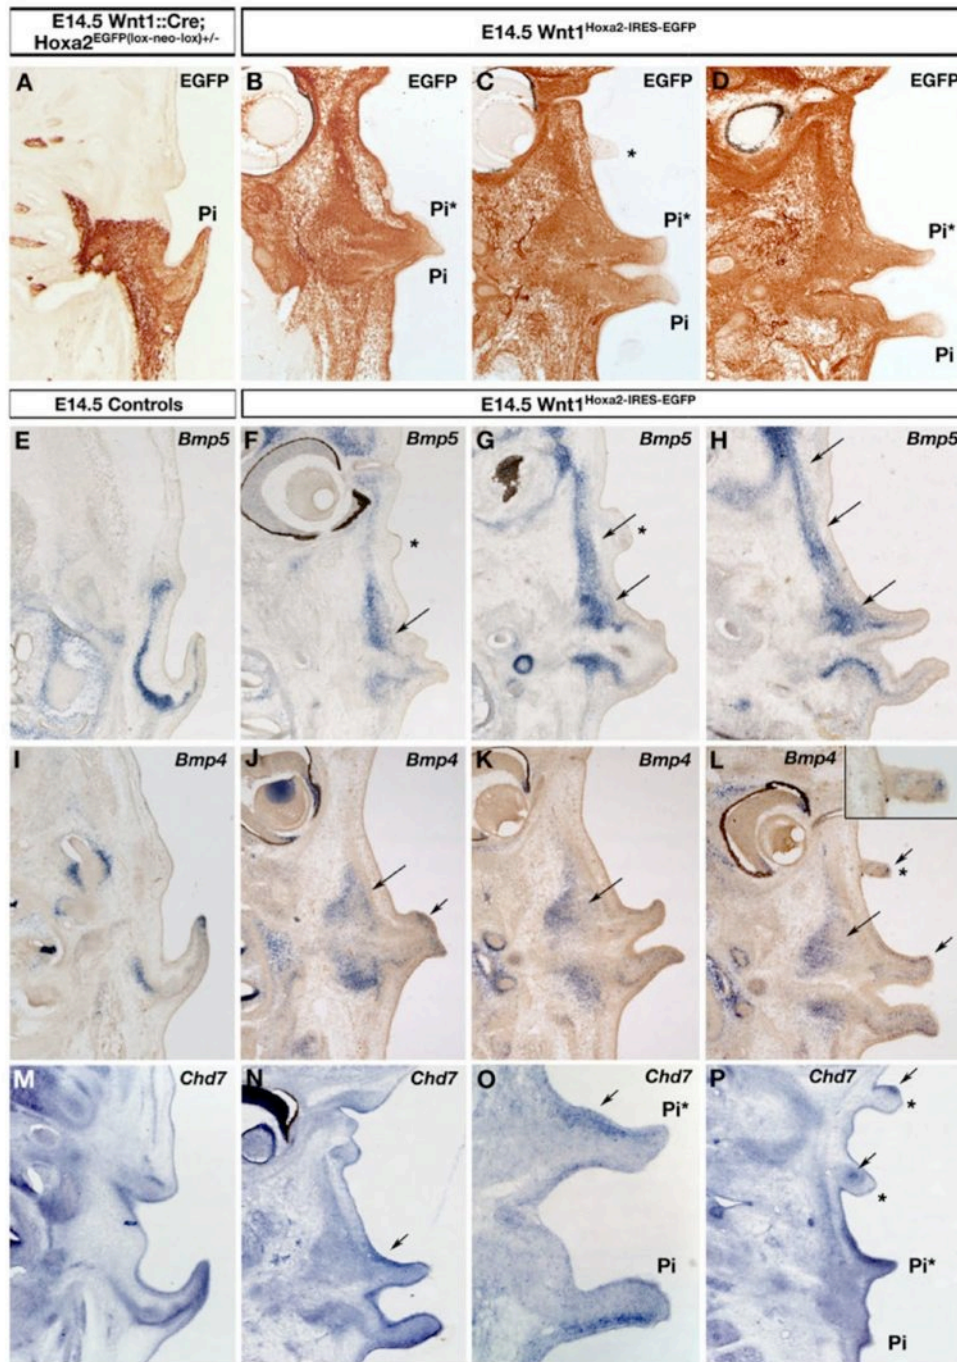 E14.5 Wnt1::Cre;
Hoxa2EGFP(lox-neo-lox)+/-
E14.5 Wnt1Hoxa2-IRES-EGFP
A EGFP
Pi
B EGFP
Pi*
Pi
C EGFP
*
Pi*
Pi
D EGFP
Pi*
Pi
E14.5 Controls
E14.5 Wnt1Hoxa2-IRES-EGFP
E Bmp5
F Bmp5
*
G Bmp5
*
H Bmp5
I Bmp4
J Bmp4
K Bmp4
L Bmp4
*
M Chd7
N Chd7
O Chd7
Pi*
Pi
P Chd7
*
*
Pi*
Pi